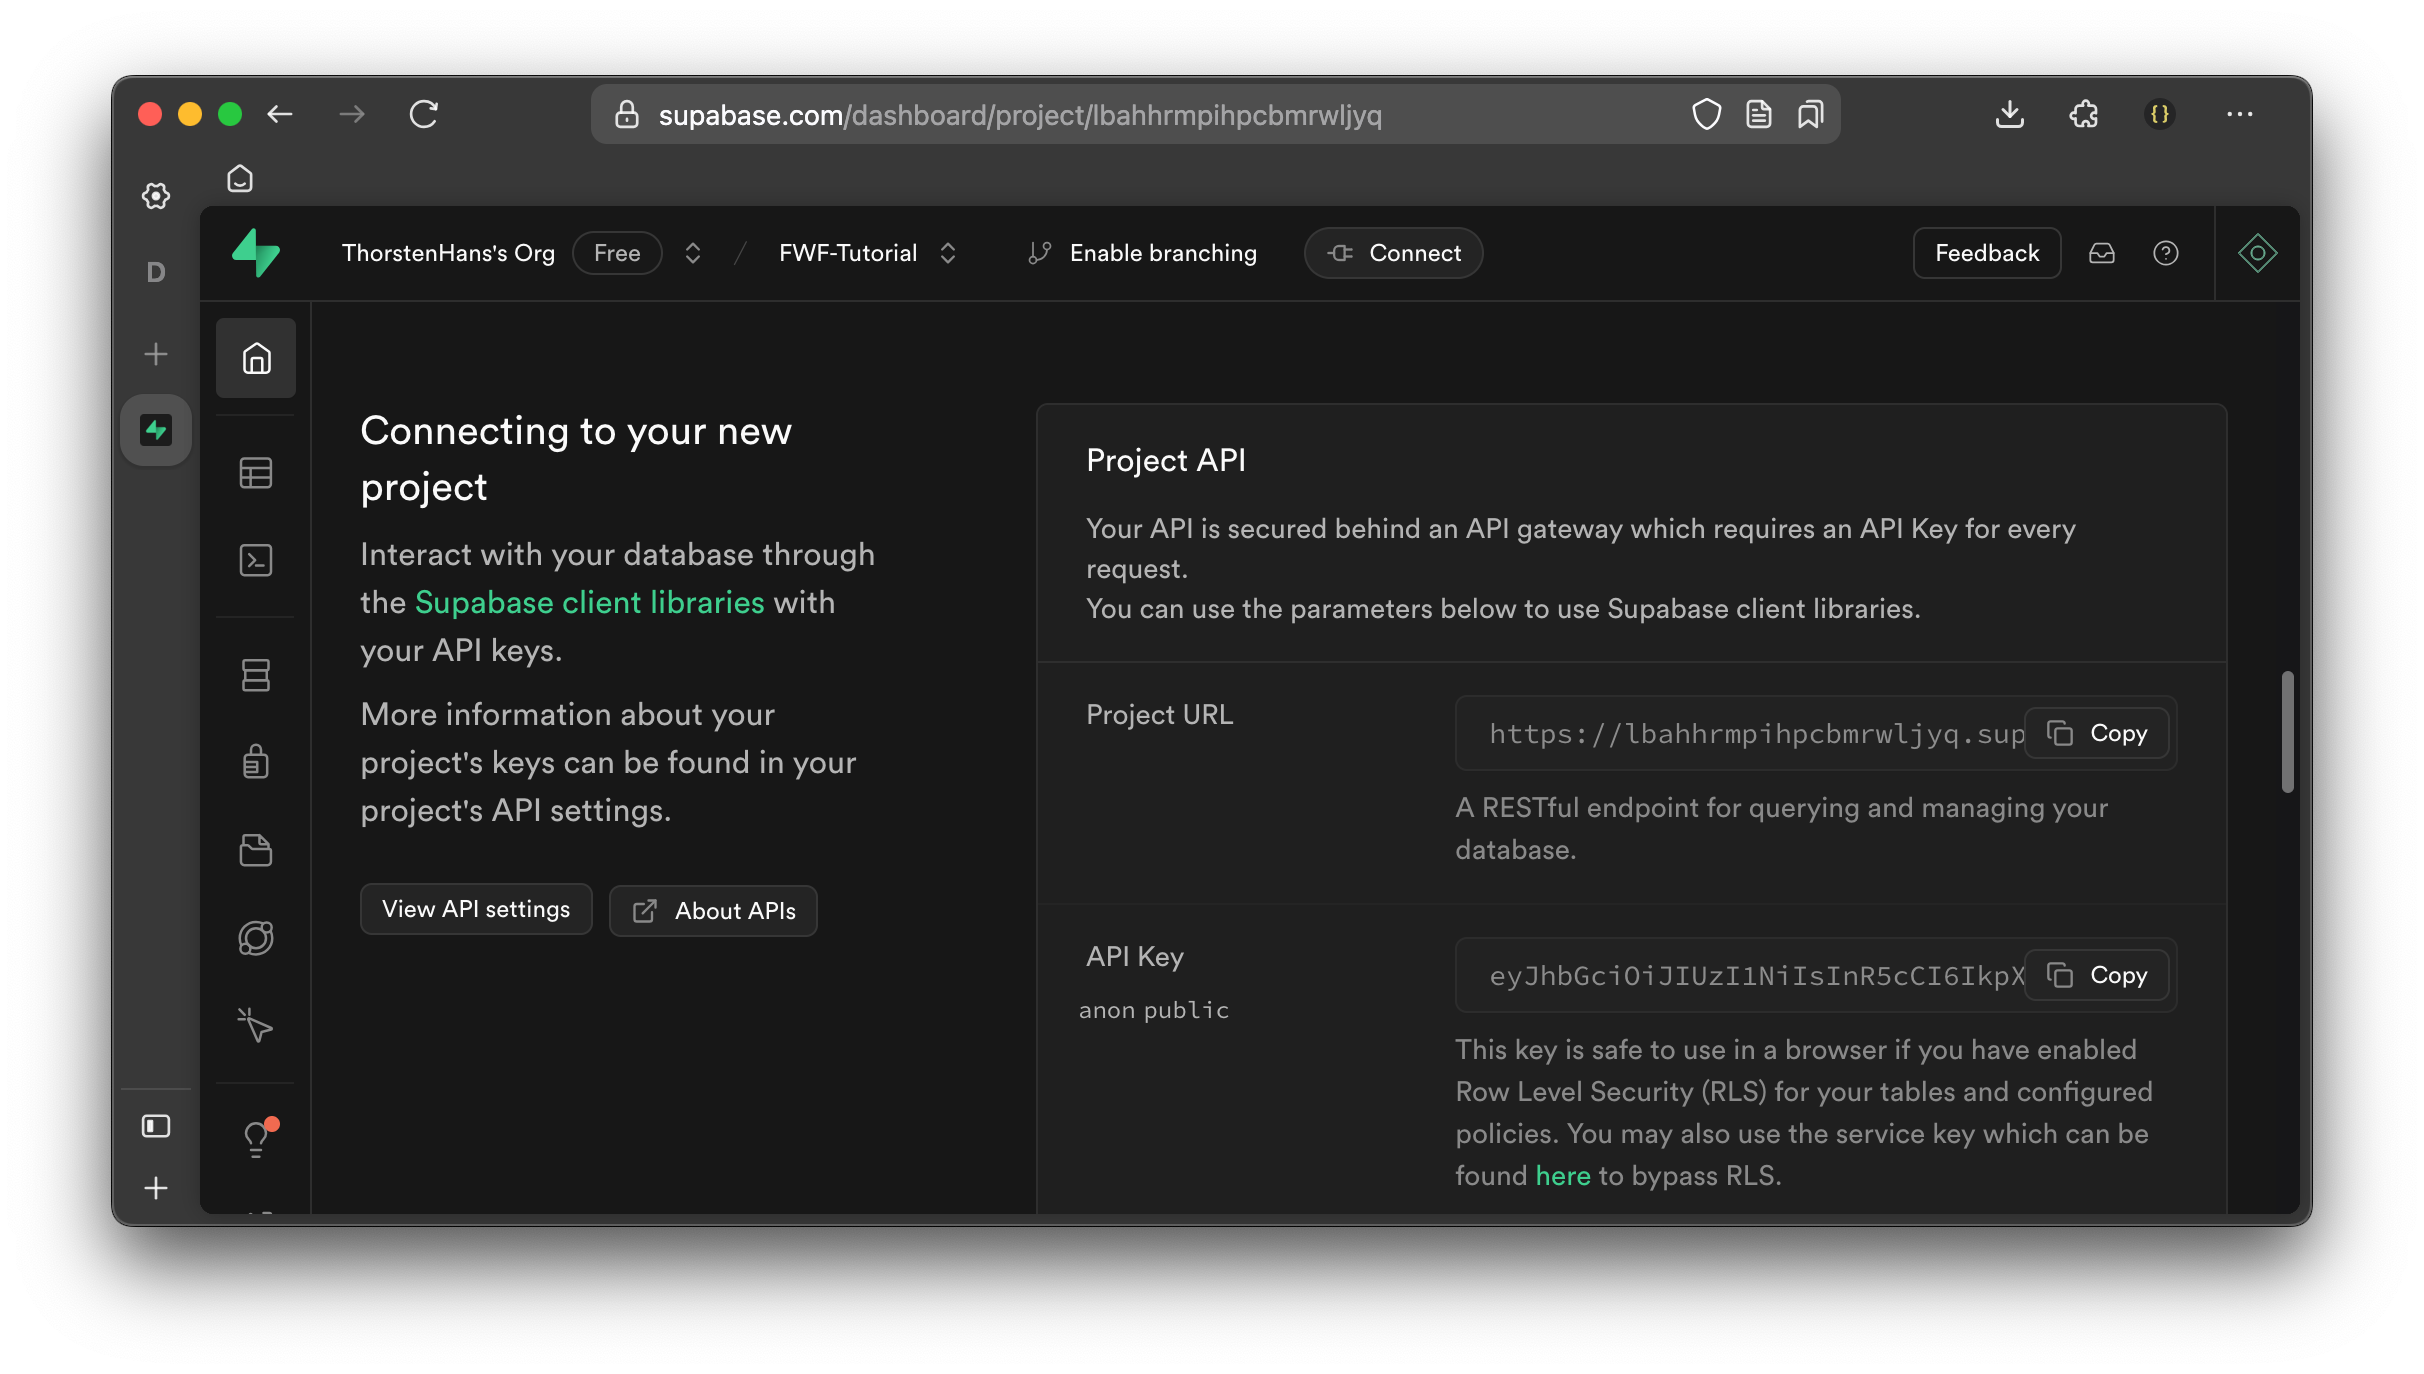 supabase.com/dashboard/project/lbahhrmpihpcbmrwljyq
{}
D
ThorstenHans's Org Free / FWF-Tutorial Enable branching Connect Feedback
Connecting to your new
project
Interact with your database through
the Supabase client libraries with
your API keys.
More information about your
project's keys can be found in your
project's API settings.
View API settings
About APIs
Project API
Your API is secured behind an API gateway which requires an API Key for every
request.
You can use the parameters below to use Supabase client libraries.
Project URL
https://lbahhrmpihpcbmrwljyq.sup
Copy
A RESTful endpoint for querying and managing your
database.
API Key
anon public
eyJhbGciOiJIUzI1NiIsInR5cCI6IkpX
Copy
This key is safe to use in a browser if you have enabled
Row Level Security (RLS) for your tables and configured
policies. You may also use the service key which can be
found here to bypass RLS.